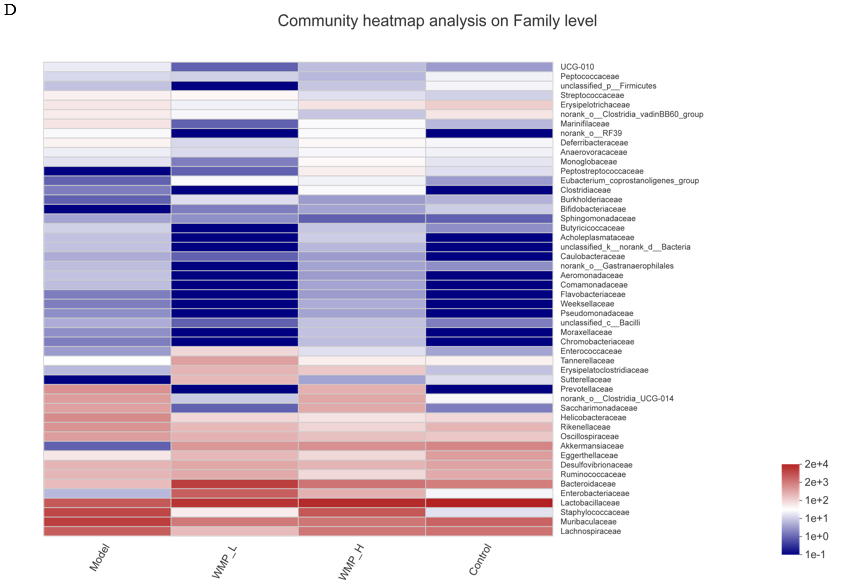 D
Community heatmap analysis on Family level
UCG-010
Peptococcaceae
unclassified_p__Firmicutes
Streptococcaceae
Erysipelotrichaceae
norank_o__Clostridia_vadinBB60_group
Marinifilaceae
norank_o__RF39
Deferribacteraceae
Anaerovoracaceae
Monoglobaceae
Peptostreptococcaceae
Eubacterium_coprostanoligenes_group
Clostridiaceae
Burkholderiaceae
Bifidobacteriaceae
Sphingomonadaceae
Butyricicoccaceae
Acholeplasmataceae
unclassified_k__norank_d__Bacteria
Caulobacteraceae
norank_o__Gastranaerophilales
Aeromonadaceae
Comamonadaceae
Flavobacteriaceae
Weeksellaceae
Pseudomonadaceae
unclassified_c__Bacilli
Moraxellaceae
Chromobacteriaceae
Enterococcaceae
Tannerellaceae
Erysipelatoclostridiaceae
Sutterellaceae
Prevotellaceae
norank_o__Clostridia_UCG-014
Saccharimonadaceae
Helicobacteraceae
Rikenellaceae
Oscillospiraceae
Akkermansiaceae
Eggerthellaceae
Desulfovibrionaceae
Ruminococcaceae
Bacteroidaceae
Enterobacteriaceae
Lactobacillaceae
Staphylococcaceae
Muribaculaceae
Lachnospiraceae
2e+4
2e+3
1e+2
1e+1
1e+0
1e-1
Model
WMP_L
WMP_H
Control